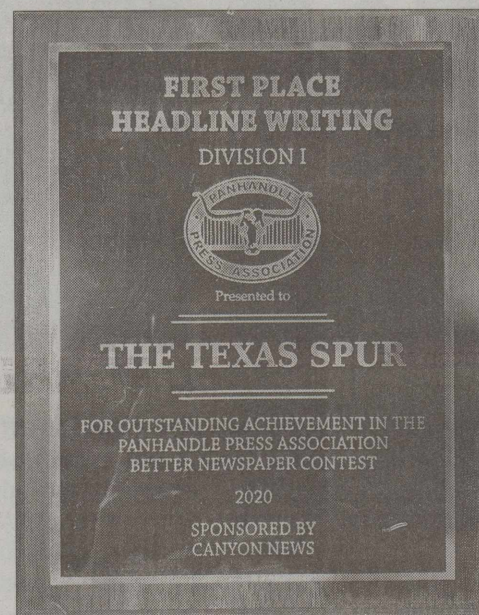 FIRST PLACE
HEADLINE WRITING
DIVISION I
PANHANDLE
PRESS ASSOCIATION
Presented to
THE TEXAS SPUR
FOR OUTSTANDING ACHIEVEMENT IN THE
PANHANDLE PRESS ASSOCIATION
BETTER NEWSPAPER CONTEST
2020
SPONSORED BY
CANYON NEWS